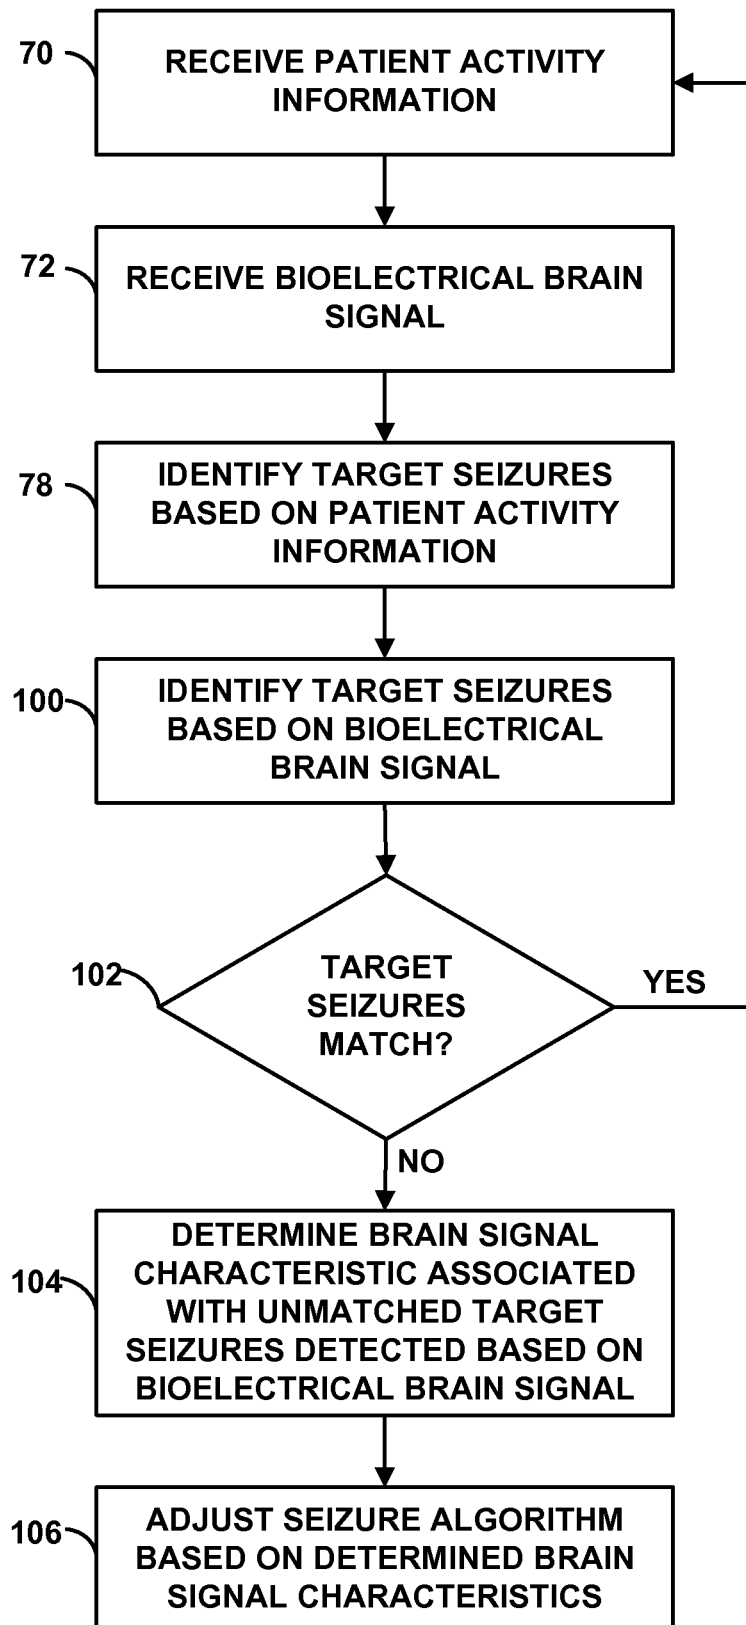 70
RECEIVE PATIENT ACTIVITY
INFORMATION
72
RECEIVE BIOELECTRICAL BRAIN
SIGNAL
78
IDENTIFY TARGET SEIZURES
BASED ON PATIENT ACTIVITY
INFORMATION
100
IDENTIFY TARGET SEIZURES
BASED ON BIOELECTRICAL
BRAIN SIGNAL
102
TARGET
SEIZURES
MATCH?
YES
NO
104
DETERMINE BRAIN SIGNAL
CHARACTERISTIC ASSOCIATED
WITH UNMATCHED TARGET
SEIZURES DETECTED BASED ON
BIOELECTRICAL BRAIN SIGNAL
106
ADJUST SEIZURE ALGORITHM
BASED ON DETERMINED BRAIN
SIGNAL CHARACTERISTICS